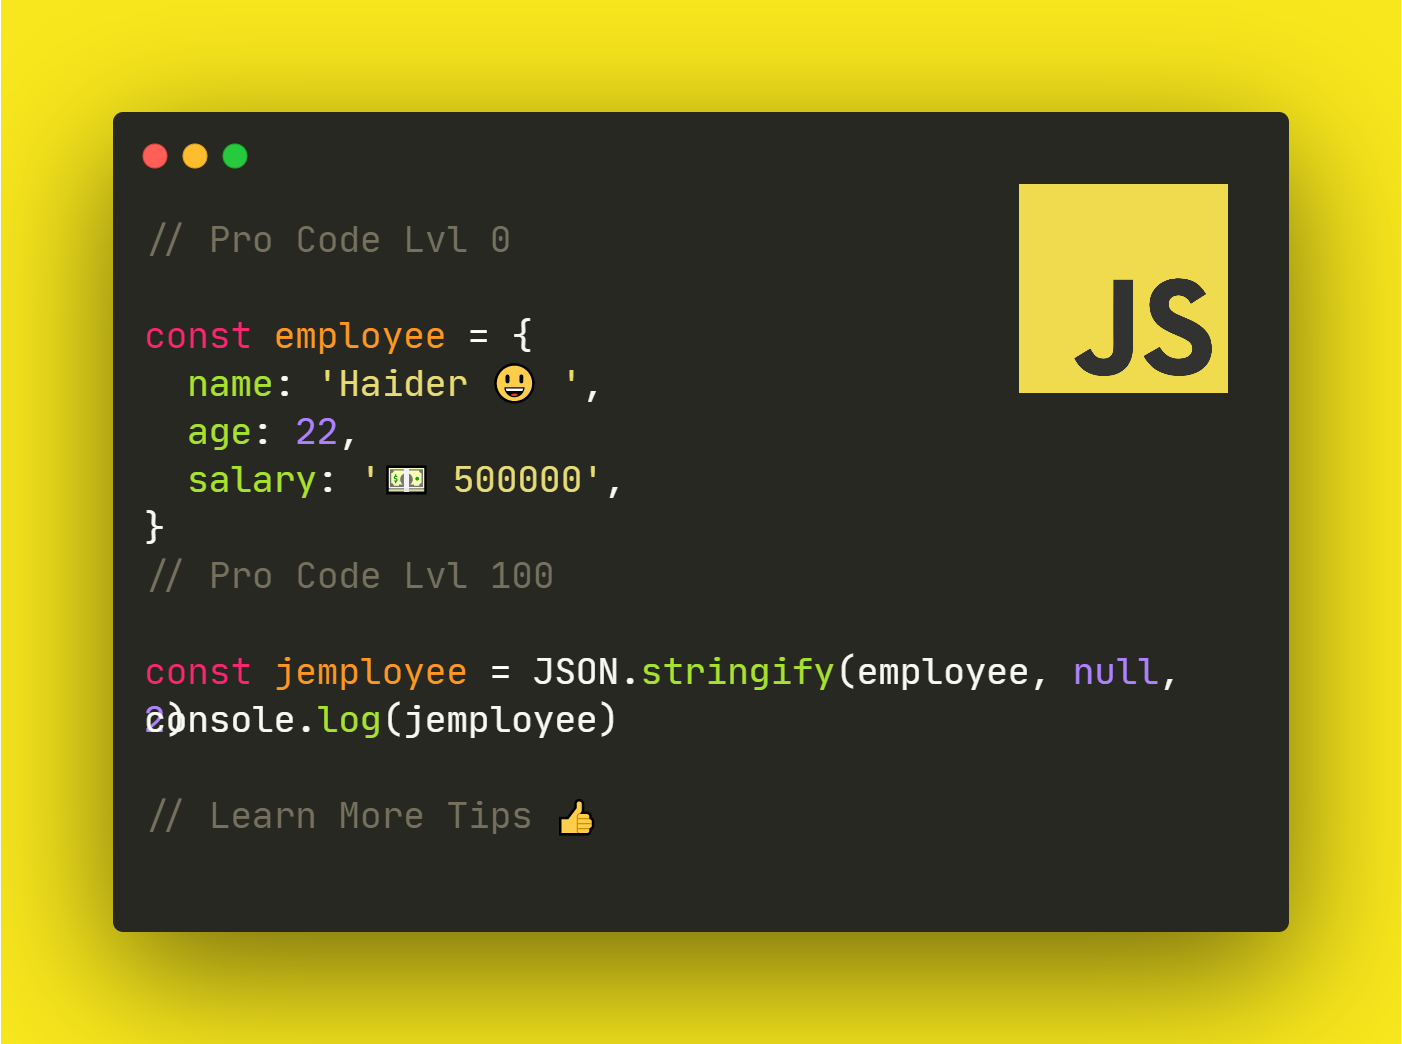 // Pro Code Lvl 0
JS
const employee = {
  name: 'Haider 😃 ',
  age: 22,
  salary: '💵 500000',
}
// Pro Code Lvl 100
const jemployee = JSON.stringify(employee, null,
2)
console.log(jemployee)
// Learn More Tips 👍